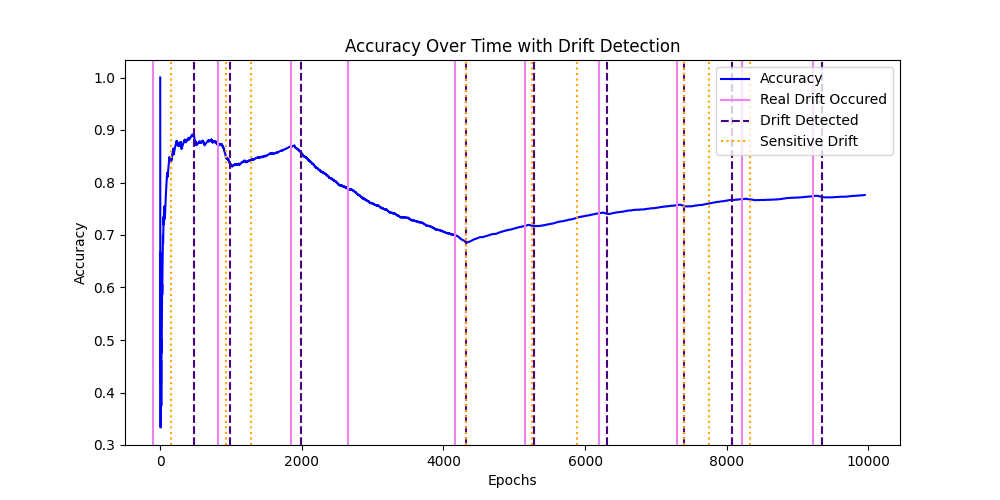 Accuracy Over Time with Drift Detection
Accuracy
Real Drift Occured
Drift Detected
Sensitive Drift
1.0
0.9
0.8
0.7
0.6
0.5
0.4
0.3
Accuracy
0 2000 4000 6000 8000 10000
Epochs